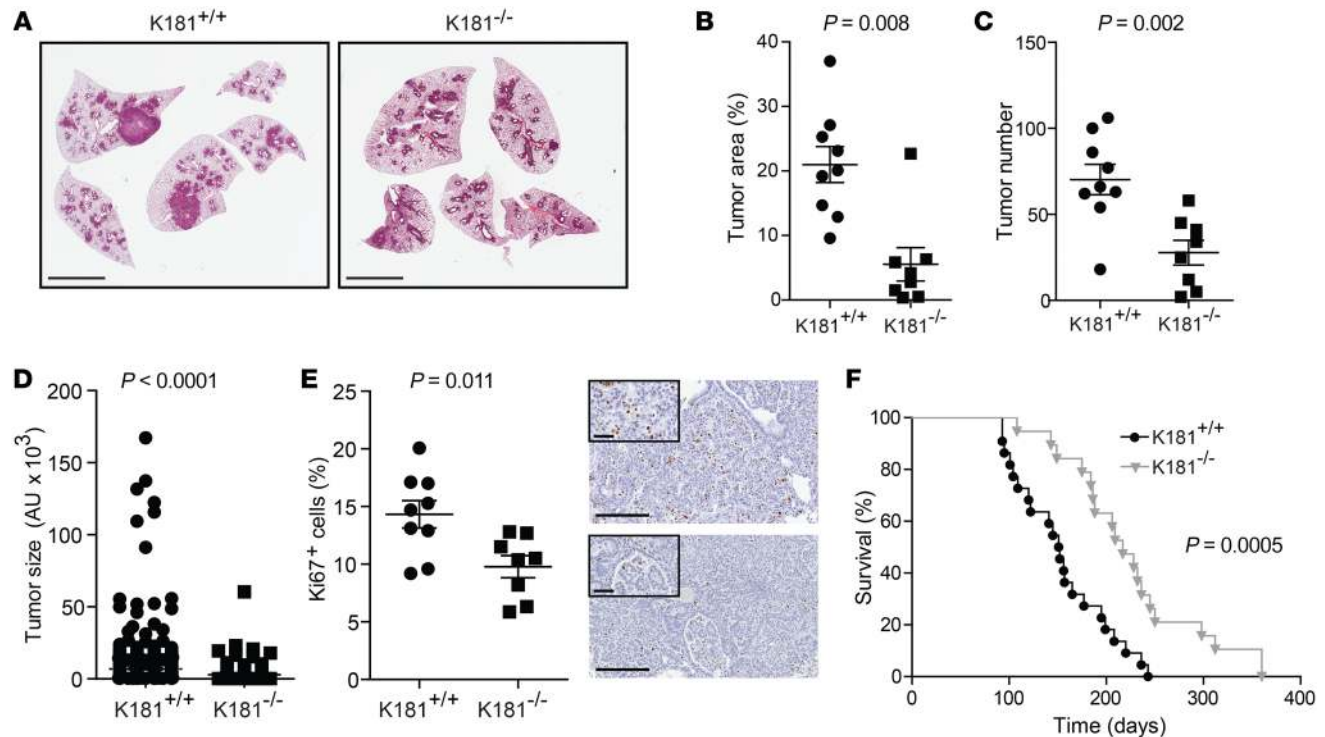 A
K181+/+
K181-/-
B
P = 0.008
Tumor area (%)
40
30
20
10
0
K181+/+
K181-/-
C
P = 0.002
Tumor number
150
100
50
0
K181+/+
K181-/-
D
P < 0.0001
Tumor size (AU x 10³)
200
150
100
50
0
K181+/+
K181-/-
E
P = 0.011
Ki67+ cells (%)
25
20
15
10
5
0
K181+/+
K181-/-
F
Survival (%)
100
80
60
40
20
0
K181+/+
K181-/-
P = 0.0005
0
100
200
300
400
Time (days)